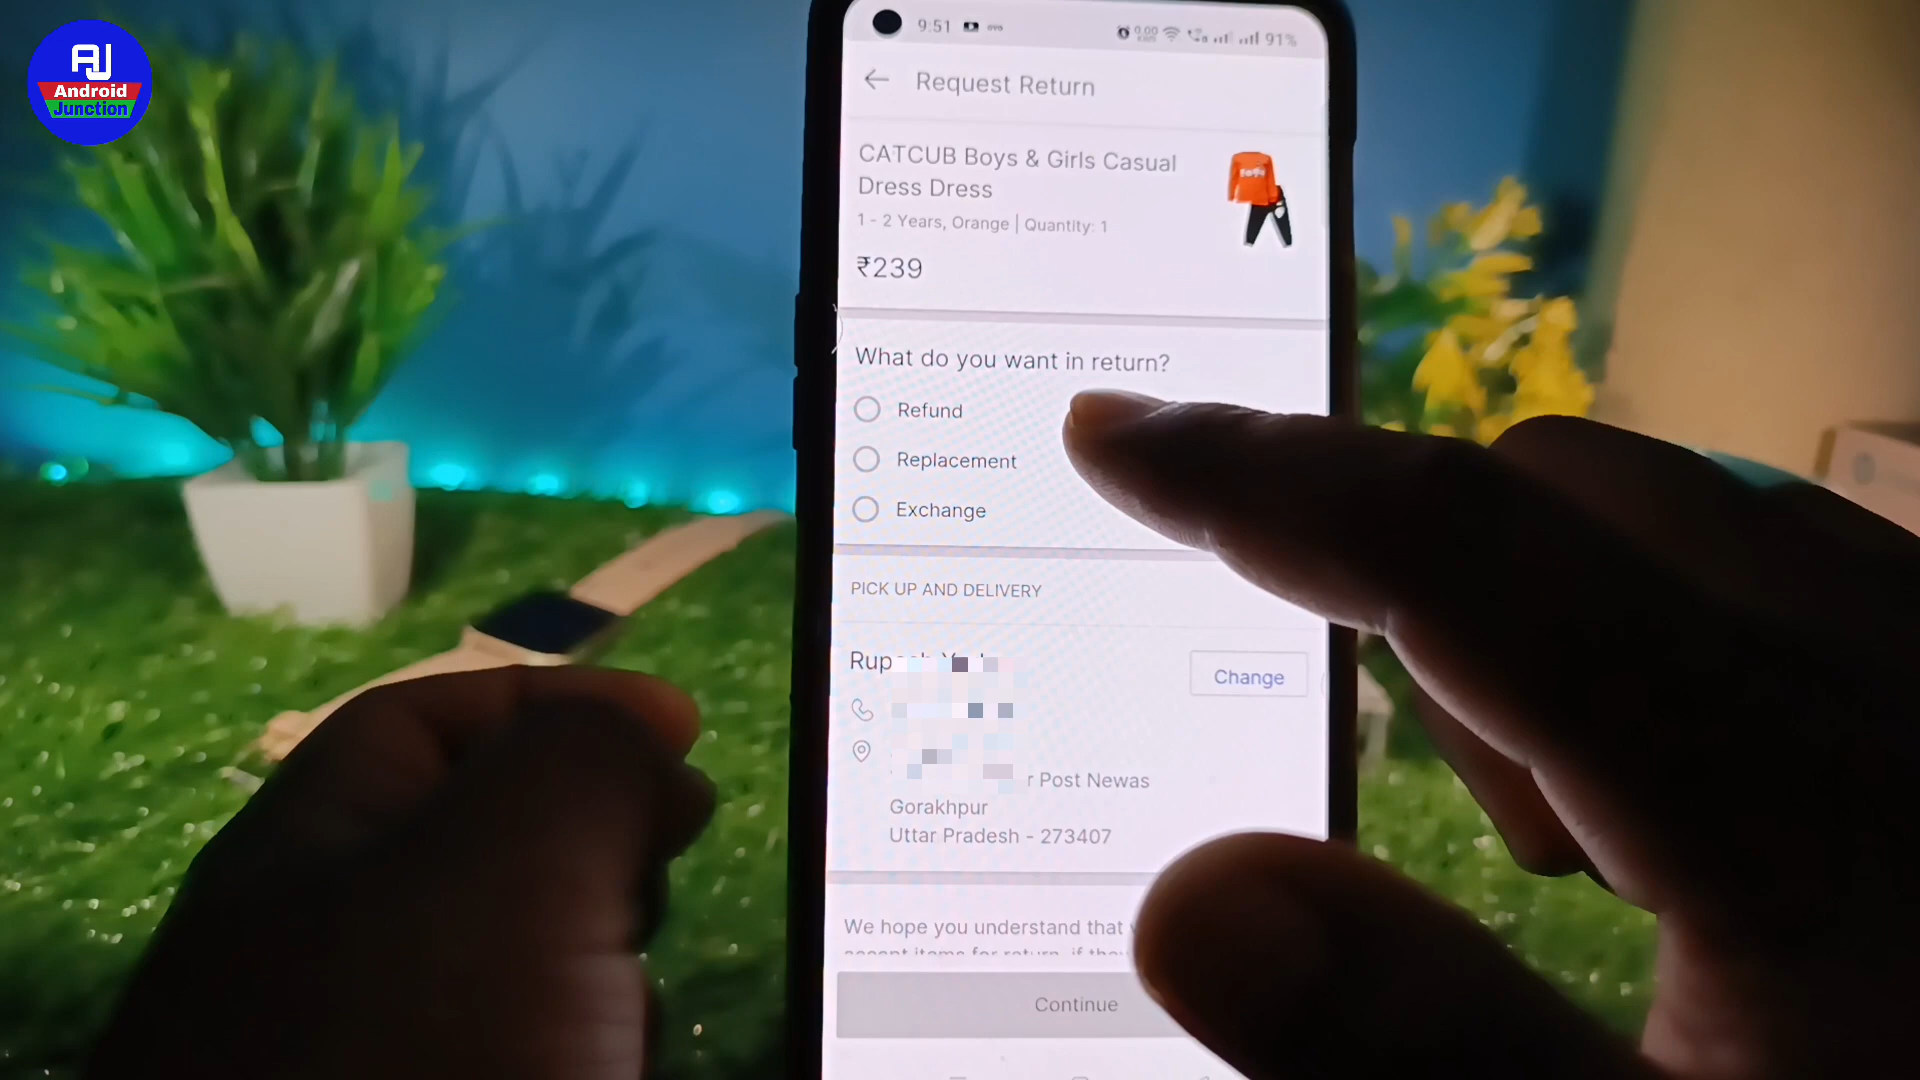 AJ
Android
Junction
9:51
91%
Request Return
CATCUB Boys & Girls Casual
Dress Dress
1 - 2 Years, Orange | Quantity: 1
₹239
What do you want in return?
Refund
Replacement
Exchange
PICK UP AND DELIVERY
Change
Post Newas
Gorakhpur
Uttar Pradesh - 273407
We hope you understand that
Continue